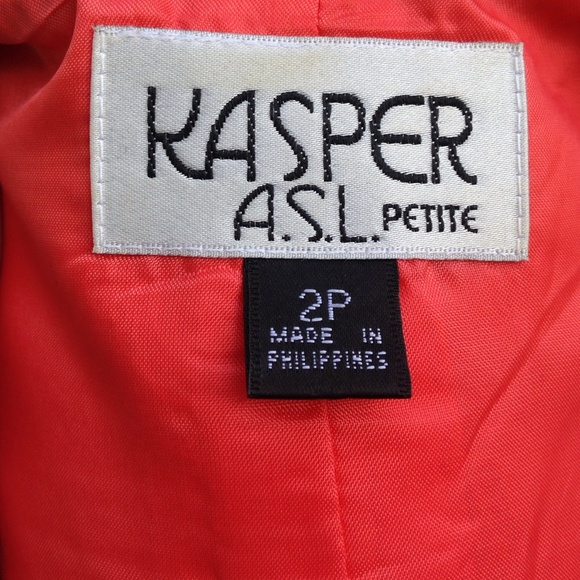 KASPER
A.S.L. PETITE
2P
MADE IN
PHILIPPINES